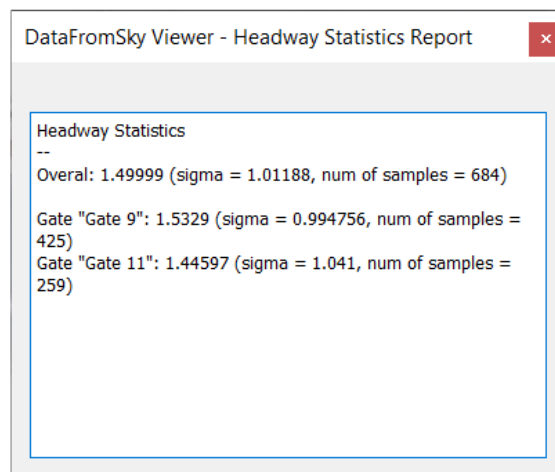 DataFromSky Viewer - Headway Statistics Report
Headway Statistics
--
Overal: 1.49999 (sigma = 1.01188, num of samples = 684)
Gate "Gate 9": 1.5329 (sigma = 0.994756, num of samples =
425)
Gate "Gate 11": 1.44597 (sigma = 1.041, num of samples =
259)